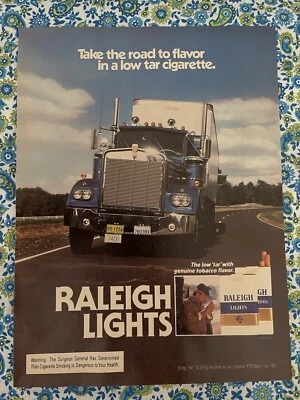 Take the road to flavor
in a low tar cigarette.
The low 'tar' with
genuine tobacco flavor.
RALEIGH
LIGHTS
RALEIGH
LIGHTS
Warning: The Surgeon General Has Determined
That Cigarette Smoking Is Dangerous to Your Health.